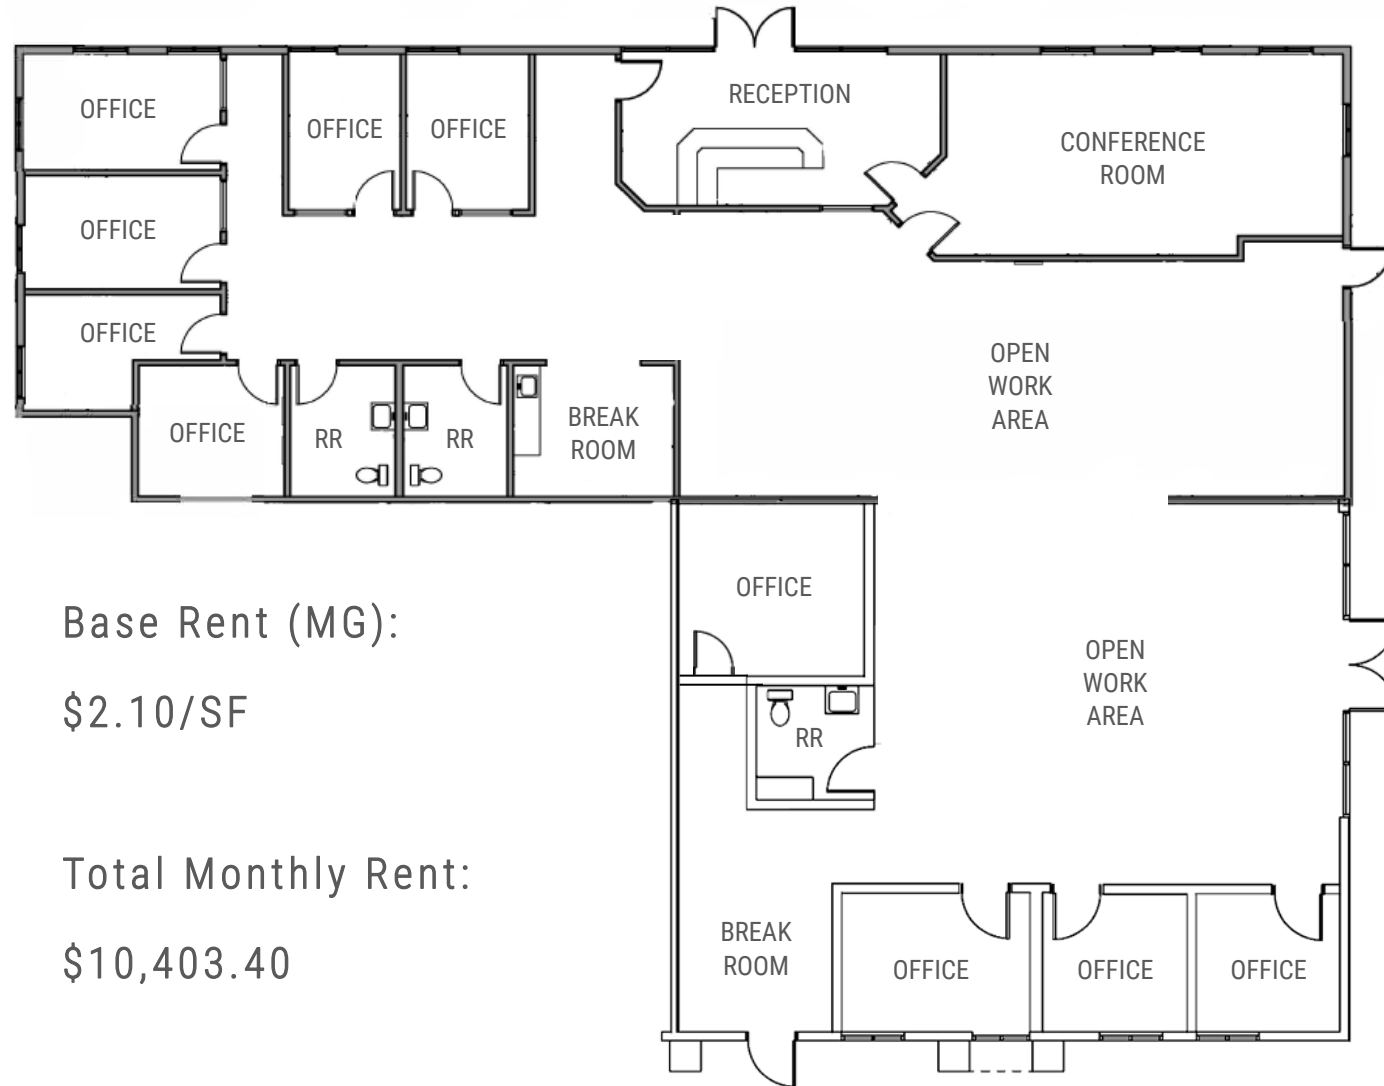 OFFICE
OFFICE
OFFICE
RECEPTION
CONFERENCE
ROOM
OFFICE
OFFICE
OPEN
WORK
AREA
OFFICE
RR
RR
BREAK
ROOM
OFFICE
OPEN
WORK
AREA
RR
BREAK
ROOM
OFFICE
OFFICE
OFFICE
Base Rent (MG):
$2.10/SF
Total Monthly Rent:
$10,403.40